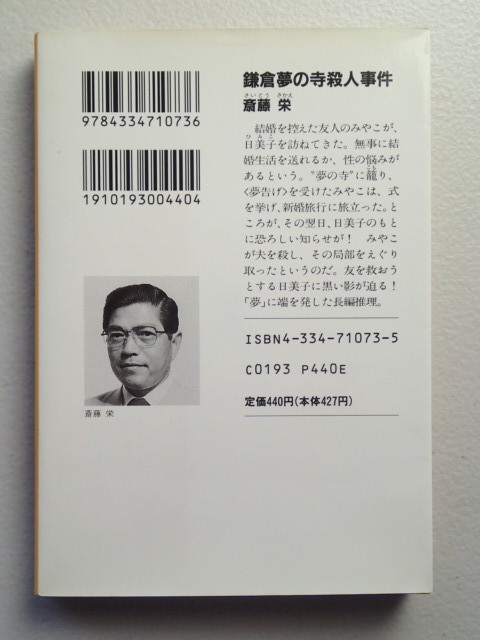 鎌倉夢の寺殺人事件
さいとう さかえ
斎藤 栄
結婚を控えた友人のみやこが、
ひみこ
日美子を訪ねてきた。無事に結
婚生活を送れるか、性の悩みが
あるという。“夢の寺”に籠り、
こも
〈夢告げ〉を受けたみやこは、式
を挙げ、新婚旅行に旅立った。と
ころが、その翌日、日美子のもと
に恐ろしい知らせが！ みやこ
が夫を殺し、その局部をえぐり
取ったというのだ。友を救おう
とする日美子に黒い影が迫る！
「夢」に端を発した長編推理。
ISBN4-334-71073-5
C0193 P440E
定価440円(本体427円)
9784334710736
1910193004404
斎藤 栄